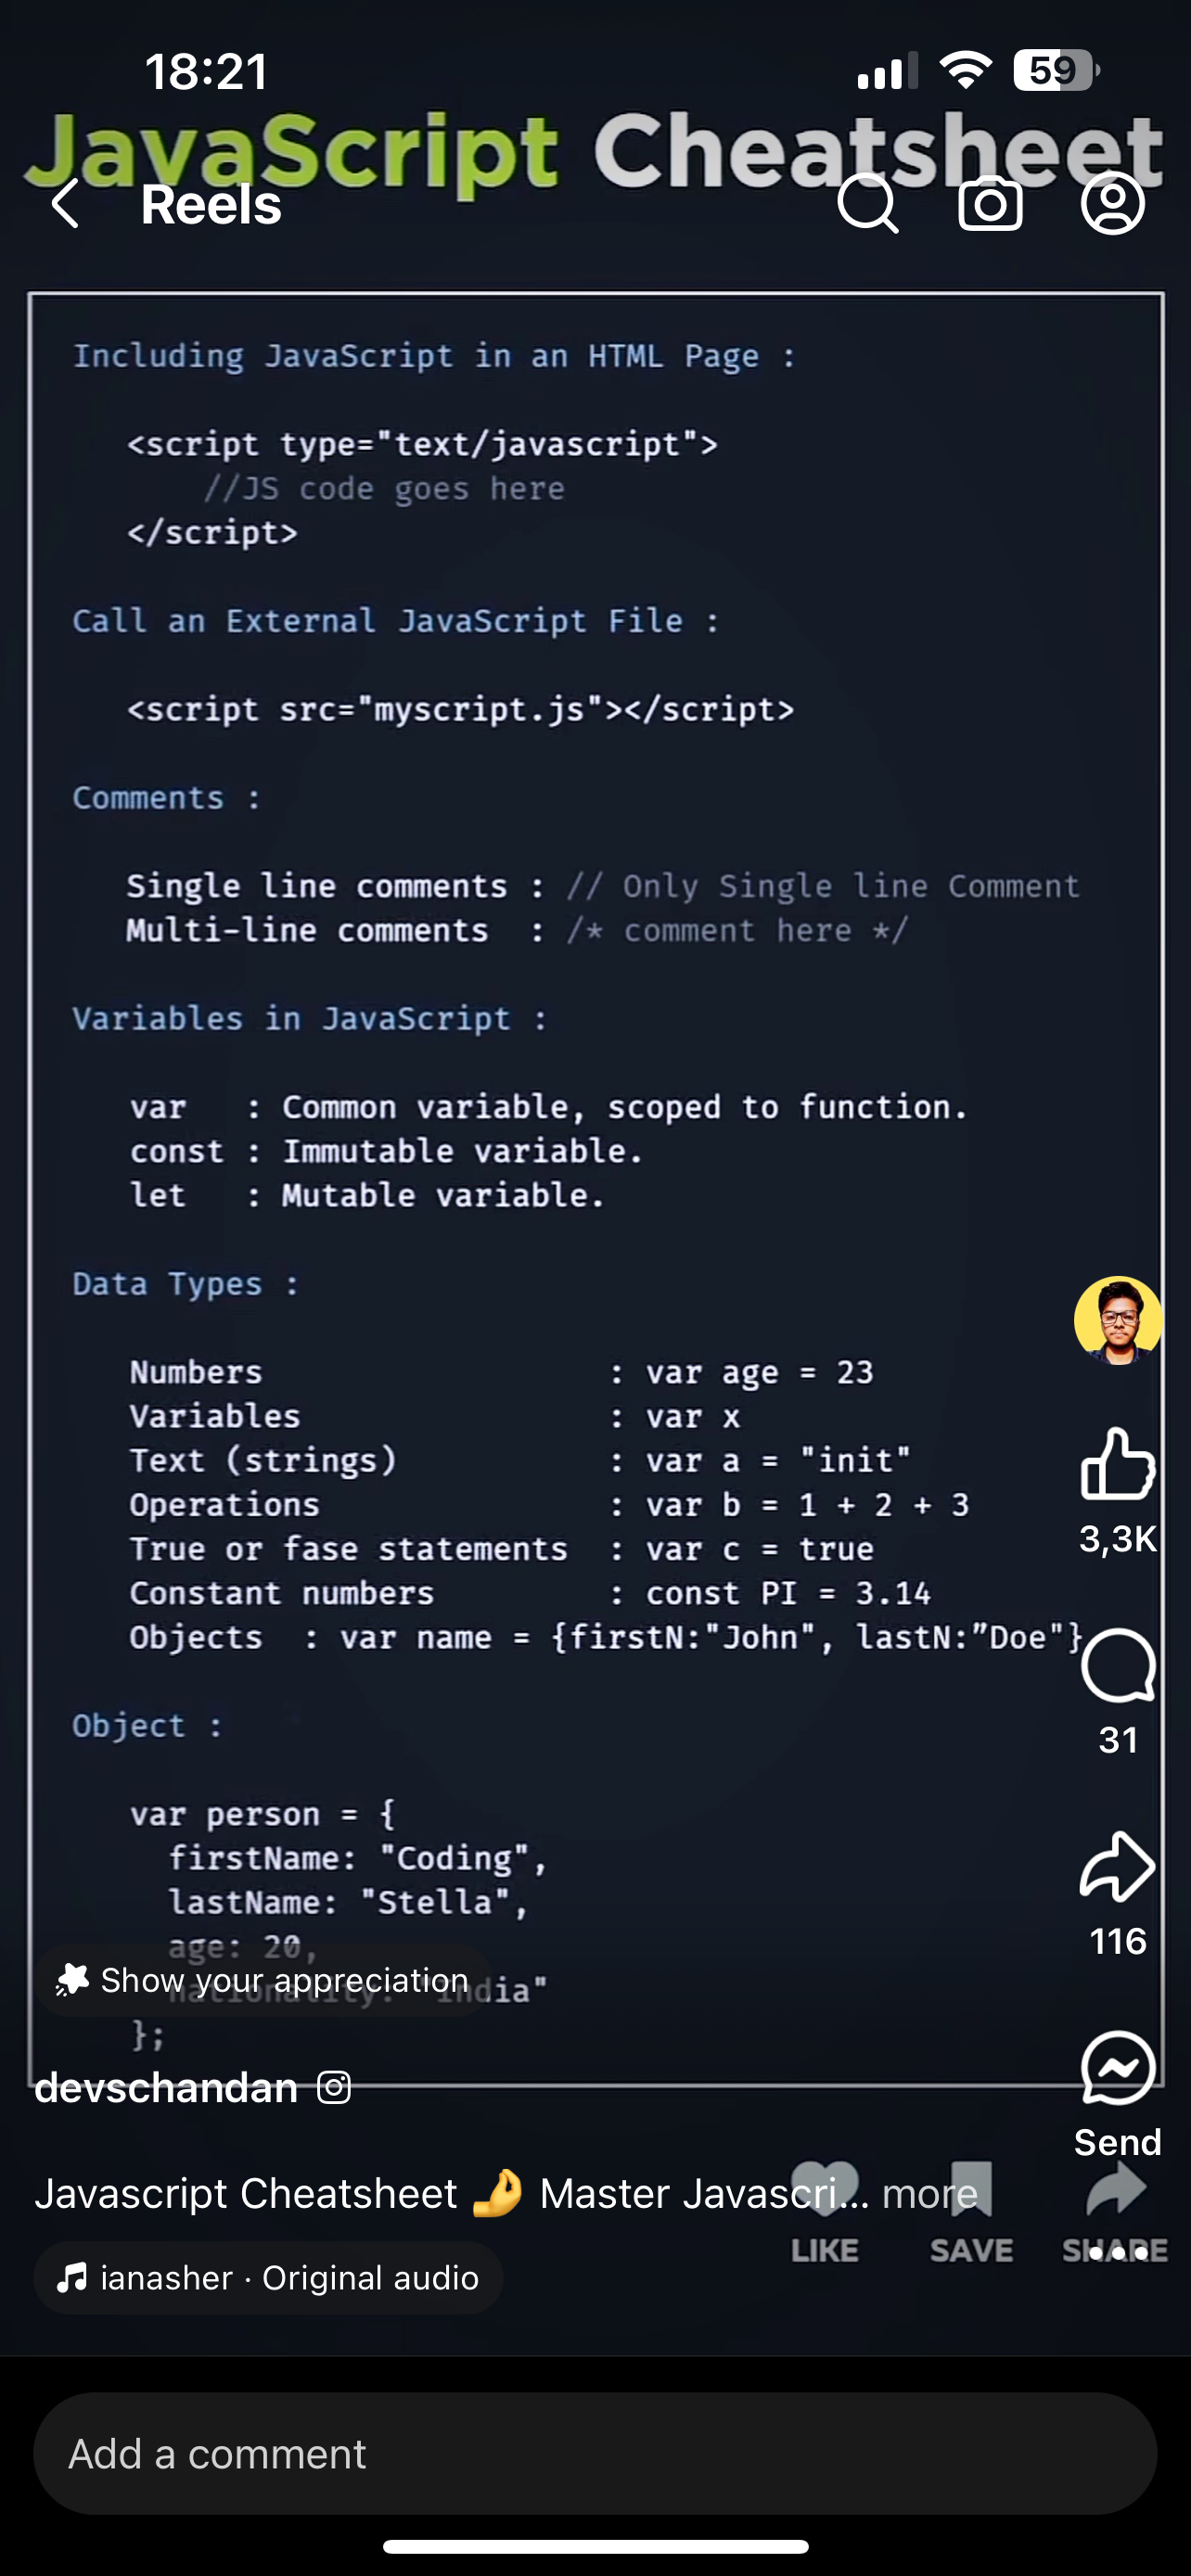 18:21
59
JavaScript Cheatsheet
Reels
Including JavaScript in an HTML Page :
<script type="text/javascript">
//JS code goes here
</script>
Call an External JavaScript File :
<script src="myscript.js"></script>
Comments :
Single line comments : // Only Single line Comment
Multi-line comments : /* comment here */
Variables in JavaScript :
var : Common variable, scoped to function.
const : Immutable variable.
let : Mutable variable.
Data Types :
Numbers : var age = 23
Variables : var x
Text (strings) : var a = "init"
Operations : var b = 1 + 2 + 3
True or fase statements : var c = true
Constant numbers : const PI = 3.14
Objects : var name = {firstN:"John", lastN:”Doe"}
3,3K
31
Object :
var person = {
firstName: "Coding",
lastName: "Stella",
age: 20,
nationality: "India"
};
116
Show your appreciation
devschandan
Send
Javascript Cheatsheet 🤌 Master Javascri... more
LIKE SAVE SHARE
ianasher · Original audio
Add a comment